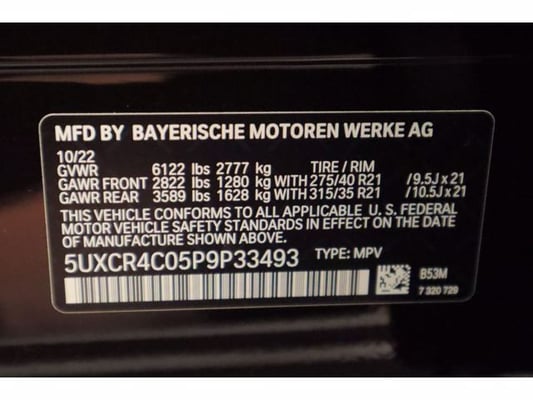 MFD BY BAYERISCHE MOTOREN WERKE AG
10/22
GVWR 6122 lbs 2777 kg TIRE / RIM
GAWR FRONT 2822 lbs 1280 kg WITH 275/40 R21 /9.5J x 21
GAWR REAR 3589 lbs 1628 kg WITH 315/35 R21 /10.5J x 21
THIS VEHICLE CONFORMS TO ALL APPLICABLE U. S. FEDERAL
MOTOR VEHICLE SAFETY STANDARDS IN EFFECT ON THE DATE
OF MANUFACTURE SHOWN ABOVE.
5UXCR4C05P9P33493 TYPE: MPV
B53M
7 320 729